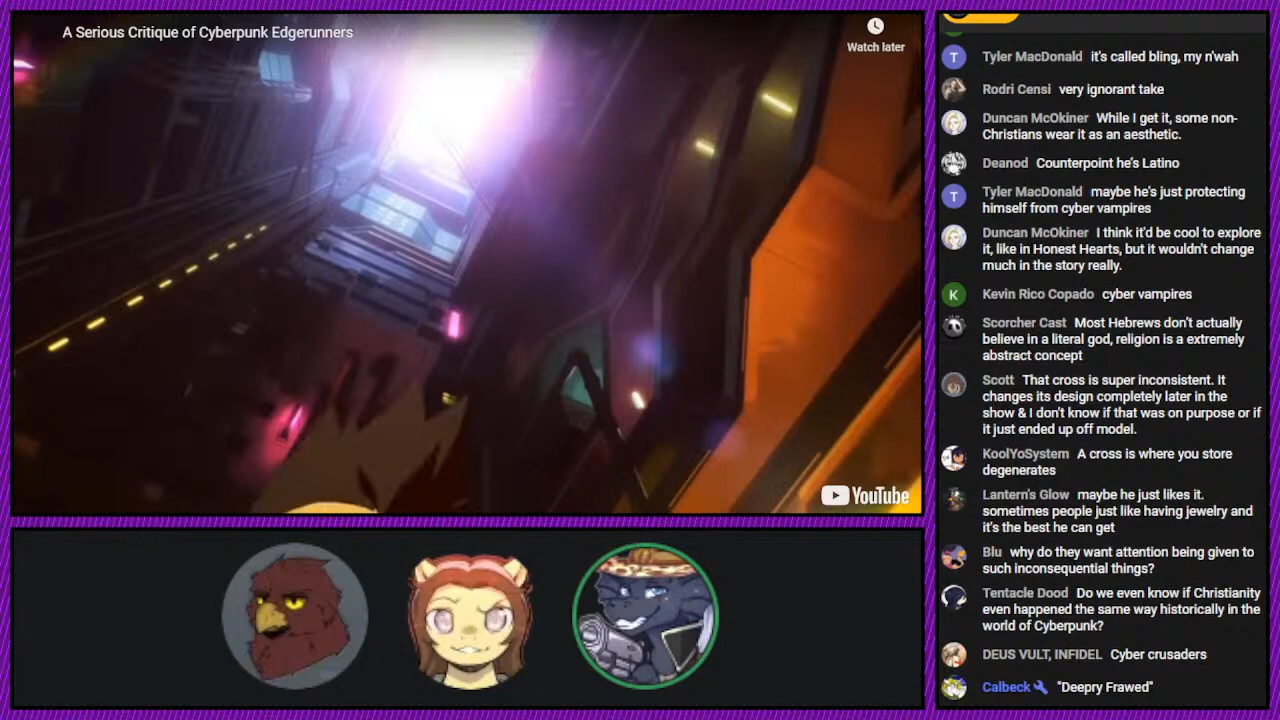 A Serious Critique of Cyberpunk Edgerunners
Watch later
YouTube
T
Tyler MacDonald it's called bling, my n'wah
Rodri Censi very ignorant take
Duncan McOkiner While I get it, some non-
Christians wear it as an aesthetic.
Deanod Counterpoint he's Latino
T
Tyler MacDonald maybe he's just protecting
himself from cyber vampires
Duncan McOkiner I think it'd be cool to explore
it, like in Honest Hearts, but it wouldn't change
much in the story really.
K
Kevin Rico Copado cyber vampires
Scorcher Cast Most Hebrews don't actually
believe in a literal god, religion is a extremely
abstract concept
Scott That cross is super inconsistent. It
changes its design completely later in the
show & I don't know if that was on purpose or if
it just ended up off model.
KoolYoSystem A cross is where you store
degenerates
Lantern's Glow maybe he just likes it.
sometimes people just like having jewelry and
it's the best he can get
Blu why do they want attention being given to
such inconsequential things?
Tentacle Dood Do we even know if Christianity
even happened the same way historically in the
world of Cyberpunk?
DEUS VULT, INFIDEL Cyber crusaders
Calbeck "Deepry Frawed"